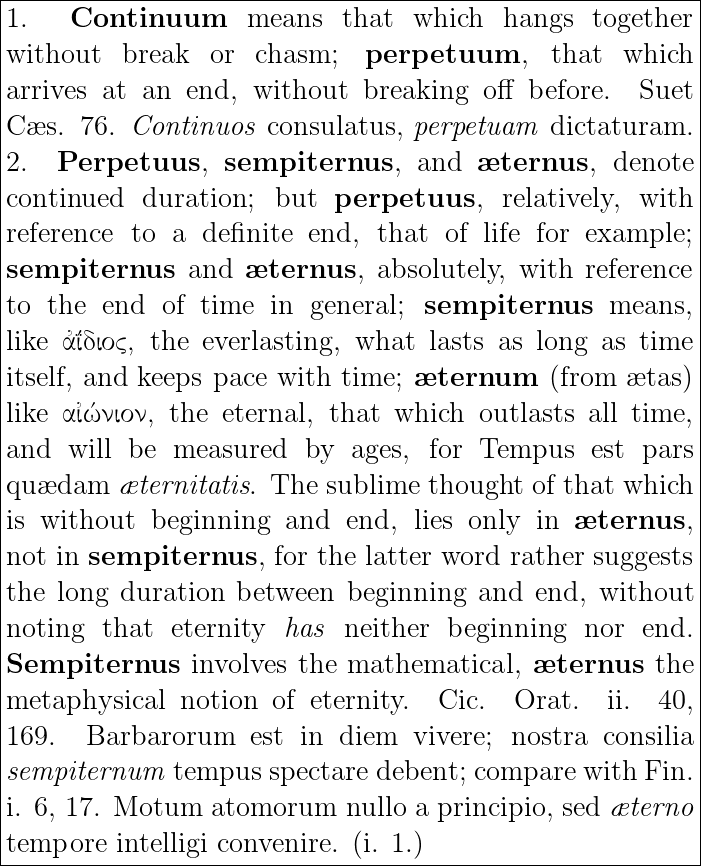 1. Continuum means that which hangs together
without break or chasm; perpetuum, that which
arrives at an end, without breaking off before. Suet
Cæs. 76. Continuos consulatus, perpetuam dictaturam.
2. Perpetuus, sempiternus, and æternus, denote
continued duration; but perpetuus, relatively, with
reference to a definite end, that of life for example;
sempiternus and æternus, absolutely, with reference
to the end of time in general; sempiternus means,
like ἀΐδιος, the everlasting, what lasts as long as time
itself, and keeps pace with time; æternum (from ætas)
like αἰώνιον, the eternal, that which outlasts all time,
and will be measured by ages, for Tempus est pars
quædam æternitatis. The sublime thought of that which
is without beginning and end, lies only in æternus,
not in sempiternus, for the latter word rather suggests
the long duration between beginning and end, without
noting that eternity has neither beginning nor end.
Sempiternus involves the mathematical, æternus the
metaphysical notion of eternity. Cic. Orat. ii. 40,
169. Barbarorum est in diem vivere; nostra consilia
sempiternum tempus spectare debent; compare with Fin.
i. 6, 17. Motum atomorum nullo a principio, sed æterno
tempore intelligi convenire. (i. 1.)